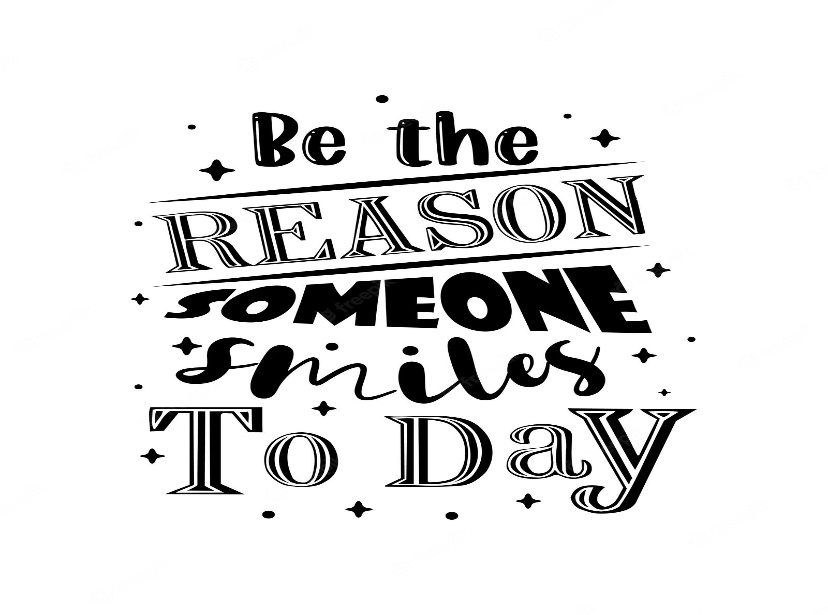 Be the
REASON
SOMEONE
smiles
To Day